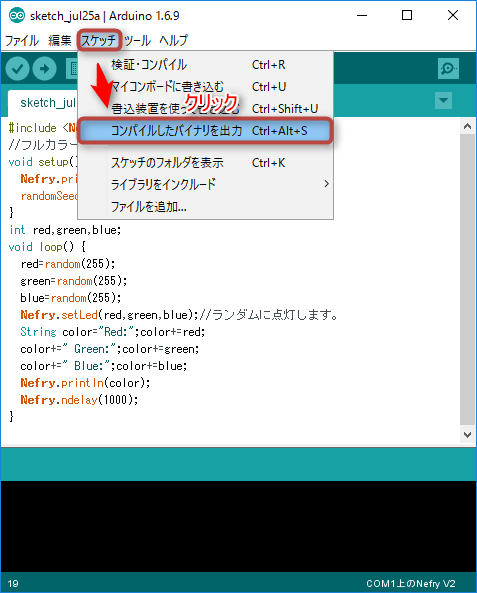 sketch_jul25a | Arduino 1.6.9
ファイル 編集 スケッチ ツール ヘルプ
検証・コンパイル Ctrl+R
マイコンボードに書き込む Ctrl+U
クリック
書込装置を使って Ctrl+Shift+U
コンパイルしたバイナリを出力 Ctrl+Alt+S
スケッチのフォルダを表示 Ctrl+K
ライブラリをインクルード
ファイルを追加...
sketch_jul
#include <Ne
//フルカラー
void setup()
Nefry.pri
randomSeed
}
int red,green,blue;
void loop() {
red=random(255);
green=random(255);
blue=random(255);
Nefry.setLed(red,green,blue);//ランダムに点灯します。
String color="Red:";color+=red;
color+=" Green:";color+=green;
color+=" Blue:";color+=blue;
Nefry.println(color);
Nefry.ndelay(1000);
}
19
COM1上のNefry V2